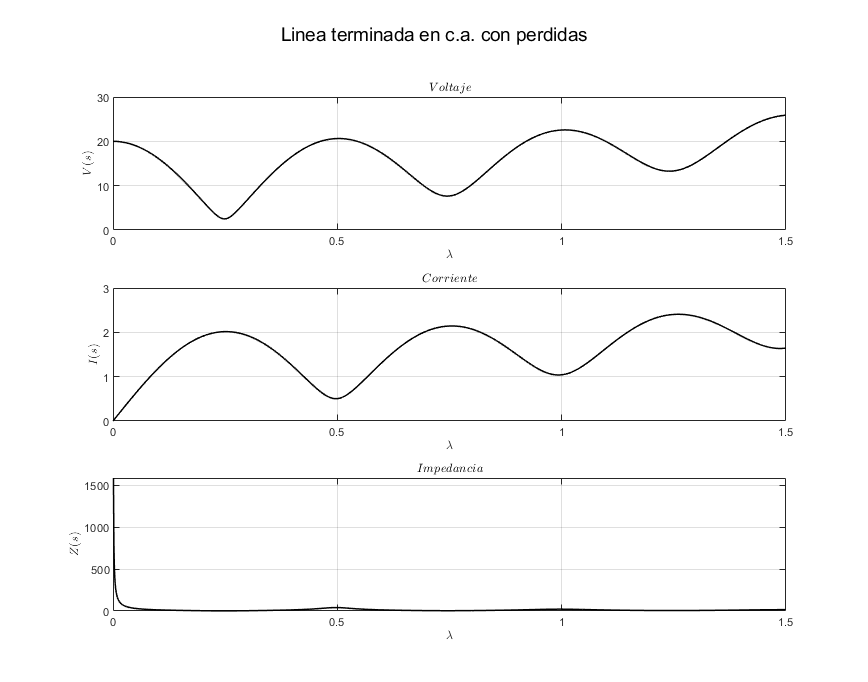 Linea terminada en c.a. con perdidas
Voltaje
30
20
10
0
V(s)
0 0.5 1 1.5
λ
Corriente
3
2
1
0
I(s)
0 0.5 1 1.5
λ
Impedancia
1500
1000
500
0
Z(s)
0 0.5 1 1.5
λ